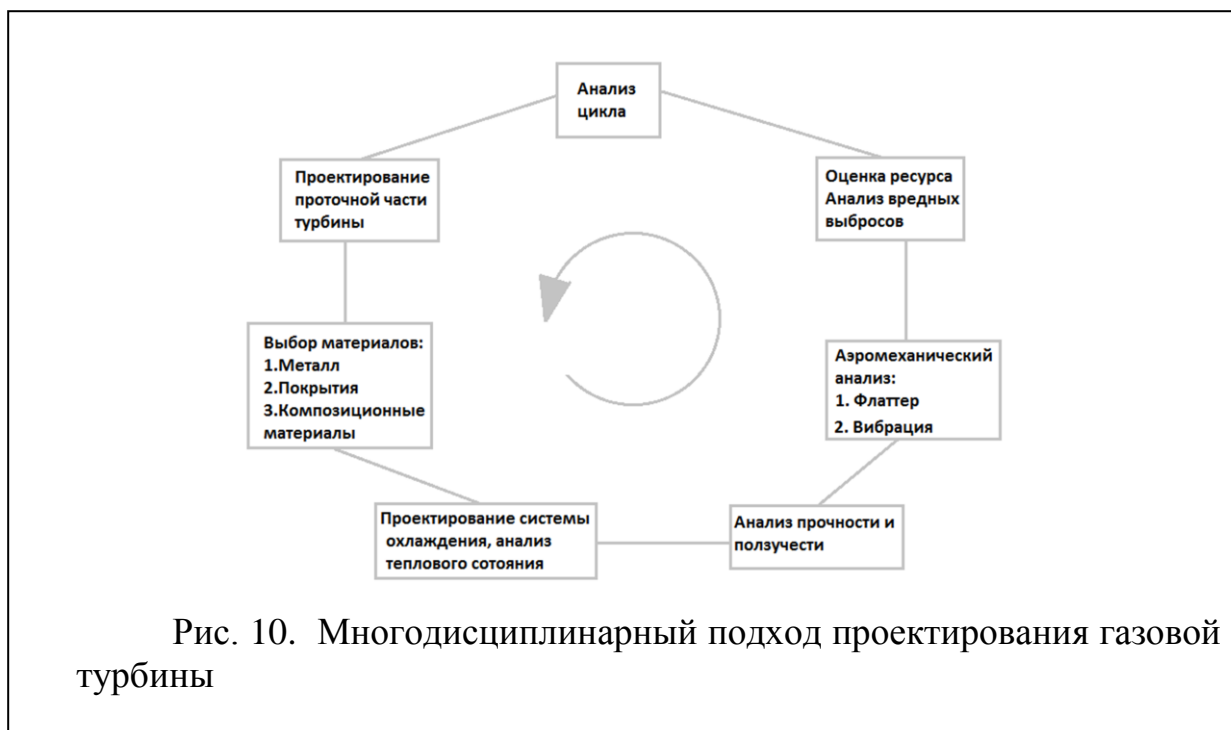 Анализ
цикла
Проектирование
проточной части
турбины
Оценка ресурса
Анализ вредных
выбросов
Выбор материалов:
1.Металл
2.Покрытия
3.Композиционные
материалы
Аэромеханический
анализ:
1. Флаттер
2. Вибрация
Проектирование системы
охлаждения, анализ
теплового сотояния
Анализ прочности и
ползучести
Рис. 10. Многодисциплинарный подход проектирования газовой
турбины